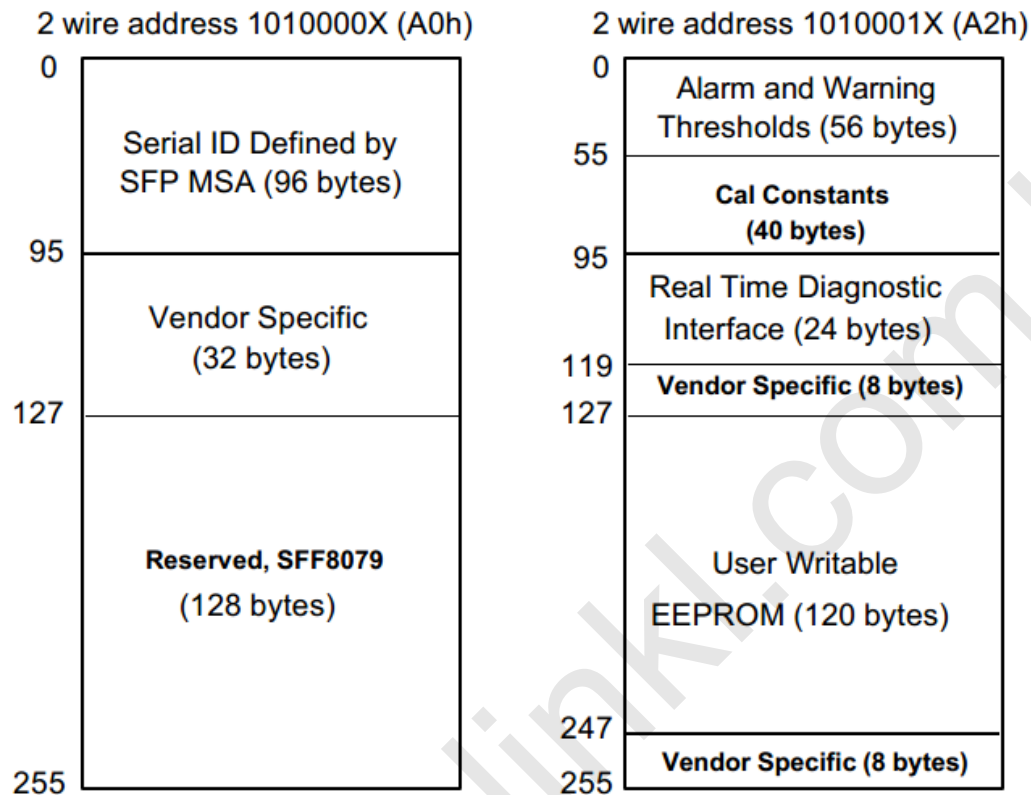 2 wire address 1010000X (A0h)
0
Serial ID Defined by
SFP MSA (96 bytes)
95
Vendor Specific
(32 bytes)
127
Reserved, SFF8079
(128 bytes)
255
2 wire address 1010001X (A2h)
0
Alarm and Warning
Thresholds (56 bytes)
55
Cal Constants
(40 bytes)
95
Real Time Diagnostic
Interface (24 bytes)
119
Vendor Specific (8 bytes)
127
User Writable
EEPROM (120 bytes)
247
Vendor Specific (8 bytes)
255
linkl.com